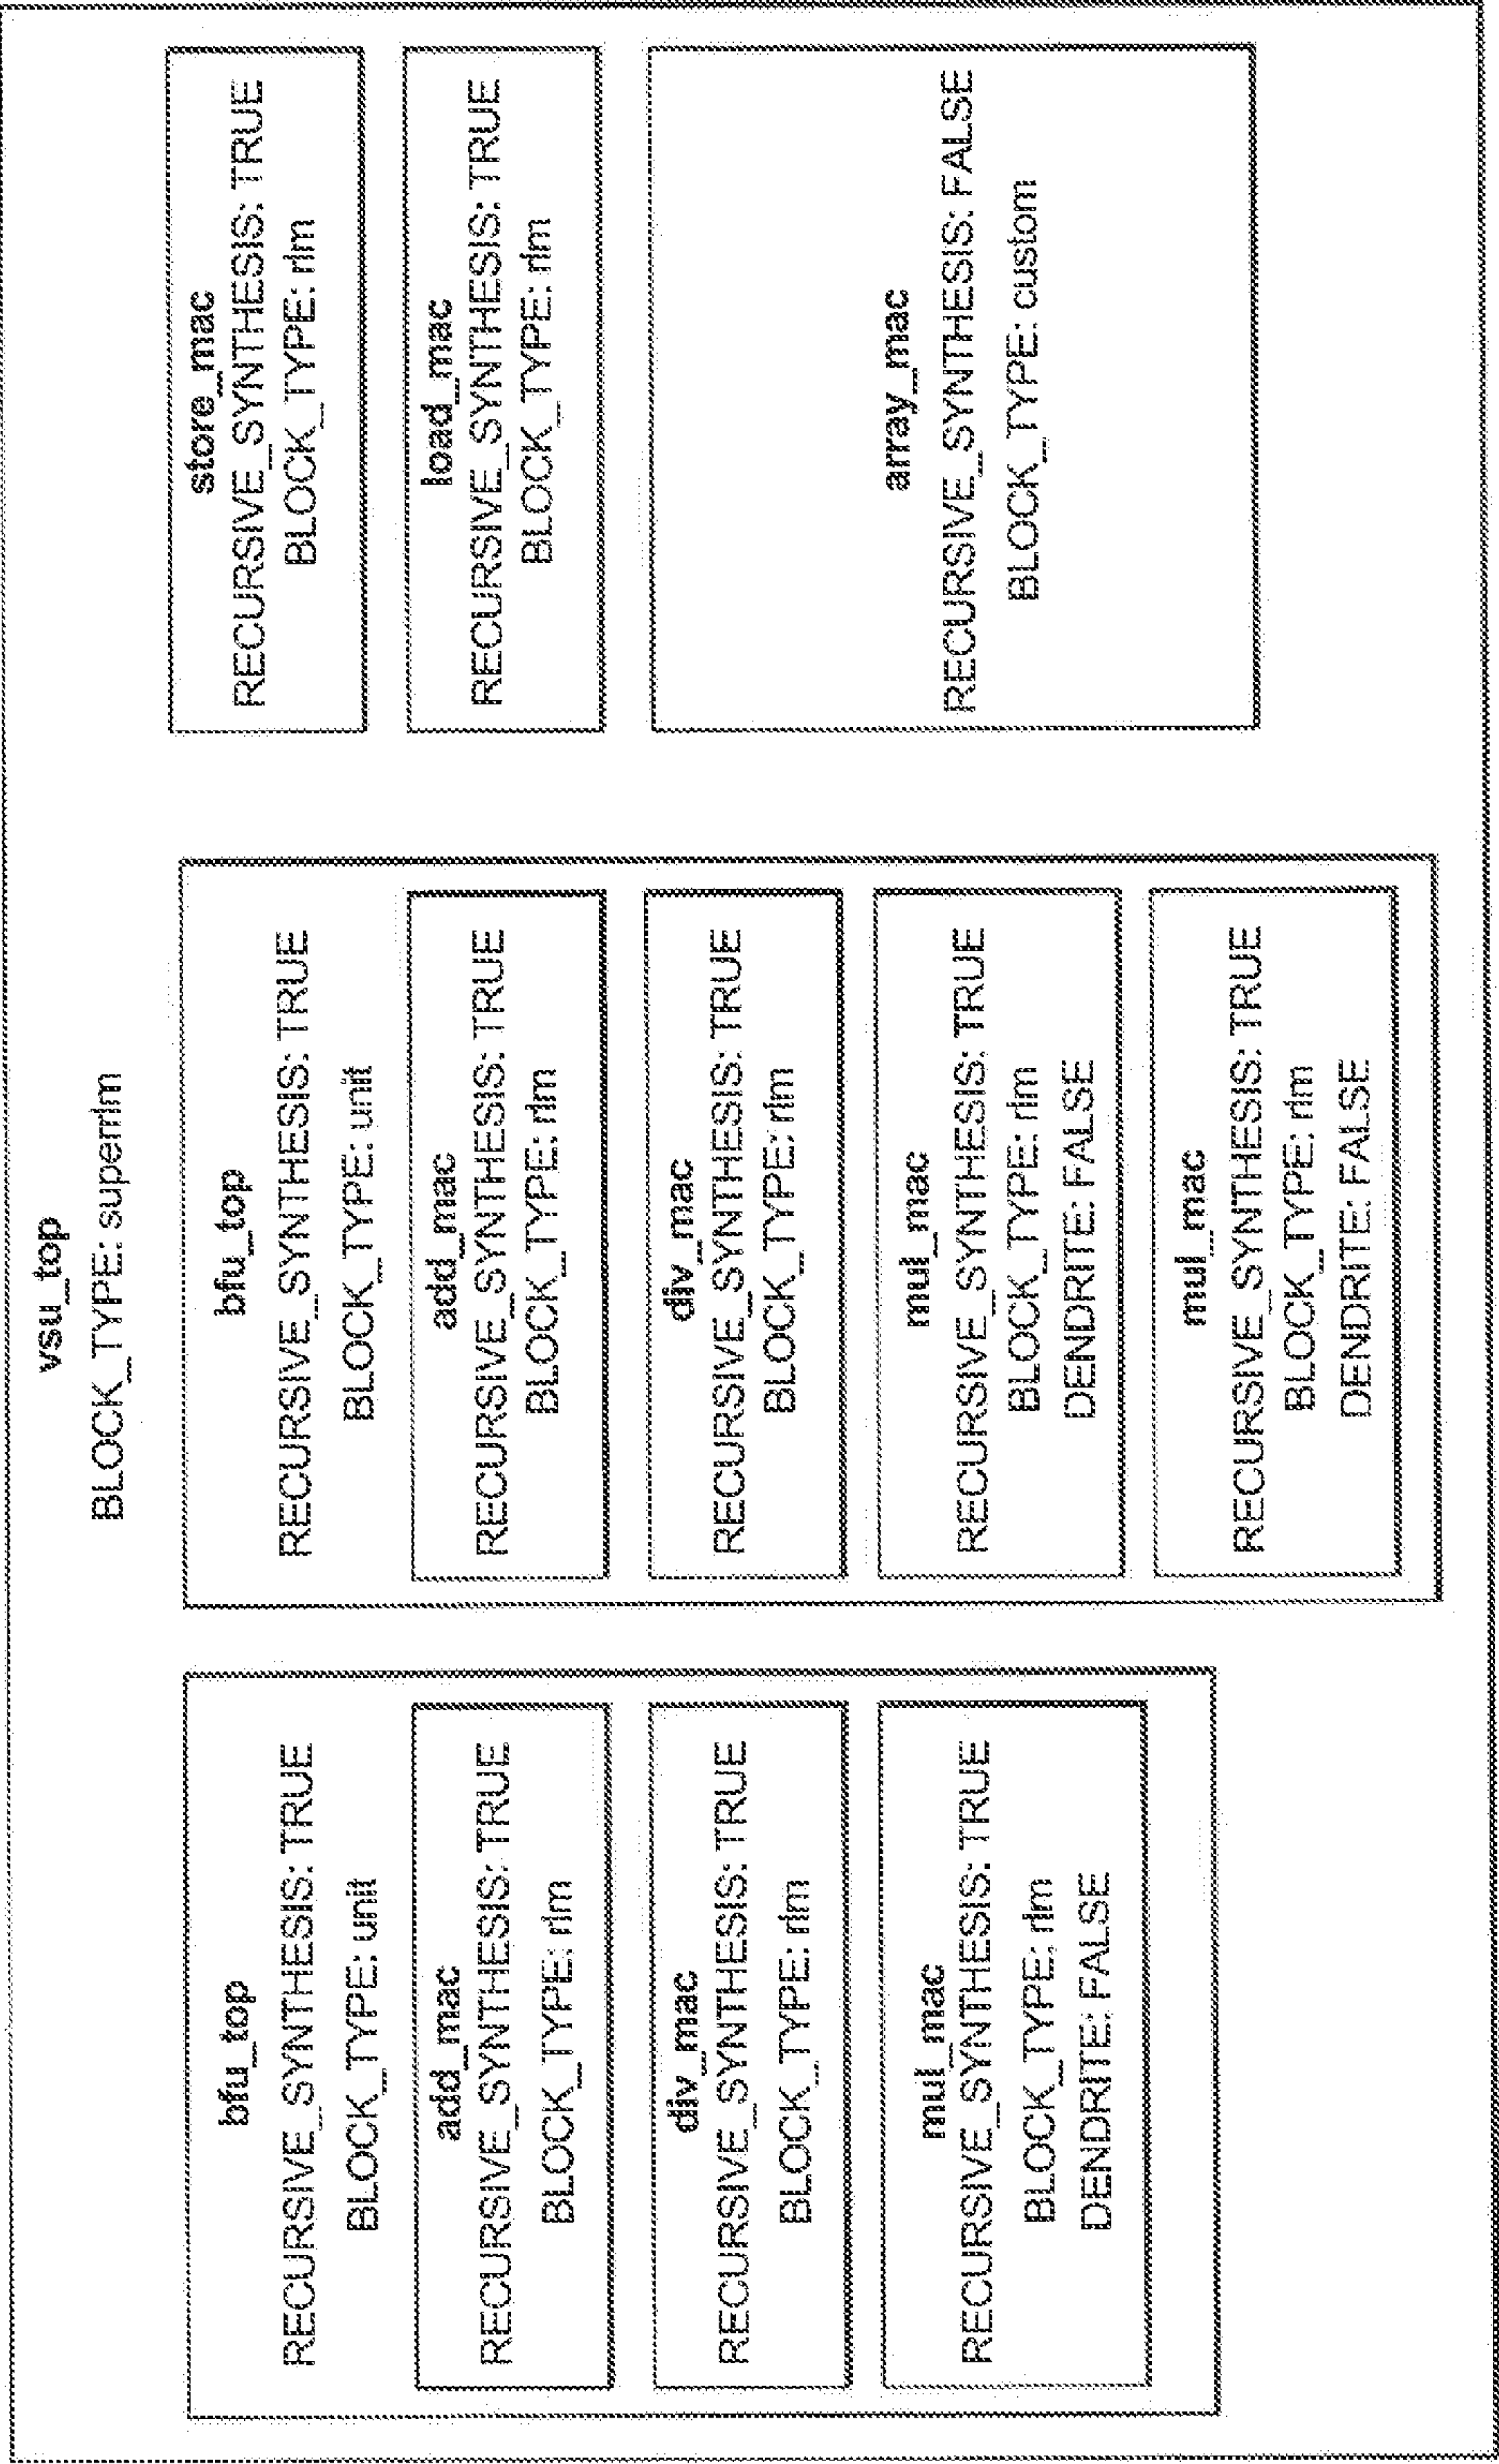 vsu_top
BLOCK_TYPE: superrlm
bfu_top
RECURSIVE_SYNTHESIS: TRUE
BLOCK_TYPE: unit
add_mac
RECURSIVE_SYNTHESIS: TRUE
BLOCK_TYPE: rlm
div_mac
RECURSIVE_SYNTHESIS: TRUE
BLOCK_TYPE: rlm
mul_mac
RECURSIVE_SYNTHESIS: TRUE
BLOCK_TYPE: rlm
DENDRITE: FALSE
bfu_top
RECURSIVE_SYNTHESIS: TRUE
BLOCK_TYPE: unit
add_mac
RECURSIVE_SYNTHESIS: TRUE
BLOCK_TYPE: rlm
div_mac
RECURSIVE_SYNTHESIS: TRUE
BLOCK_TYPE: rlm
mul_mac
RECURSIVE_SYNTHESIS: TRUE
BLOCK_TYPE: rlm
DENDRITE: FALSE
mul_mac
RECURSIVE_SYNTHESIS: TRUE
BLOCK_TYPE: rlm
DENDRITE: FALSE
store_mac
RECURSIVE_SYNTHESIS: TRUE
BLOCK_TYPE: rlm
load_mac
RECURSIVE_SYNTHESIS: TRUE
BLOCK_TYPE: rlm
array_mac
RECURSIVE_SYNTHESIS: FALSE
BLOCK_TYPE: custom